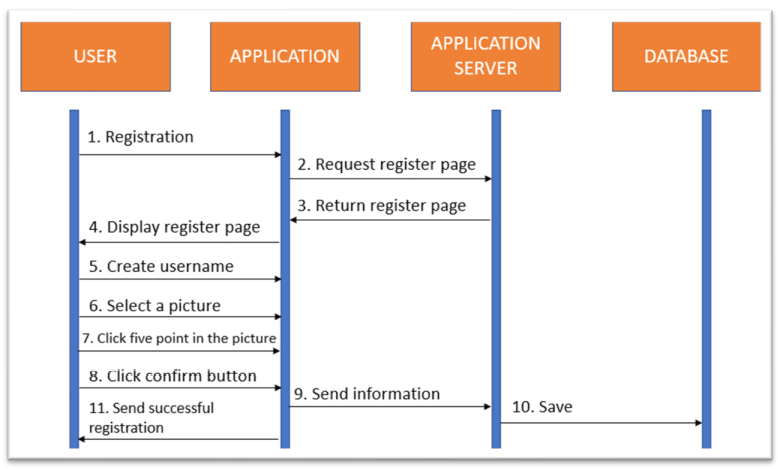 USER
APPLICATION
APPLICATION
SERVER
DATABASE
1. Registration
2. Request register page
3. Return register page
4. Display register page
5. Create username
6. Select a picture
7. Click five point in the picture
8. Click confirm button
9. Send information
10. Save
11. Send successful
registration